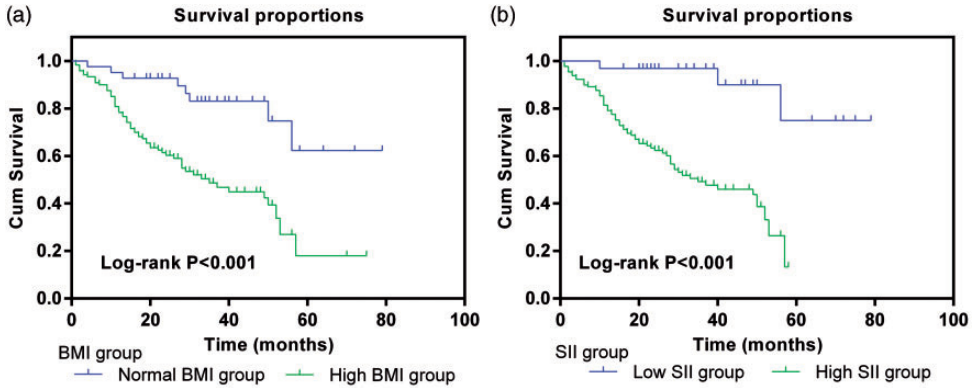 (a)
Survival proportions
Cum Survival
1.0
0.8
0.6
0.4
0.2
0.0
Log-rank P<0.001
0 20 40 60 80 100
Time (months)
BMI group
Normal BMI group High BMI group
(b)
Survival proportions
Cum Survival
1.0
0.8
0.6
0.4
0.2
0.0
Log-rank P<0.001
0 20 40 60 80 100
Time (months)
SII group
Low SII group High SII group